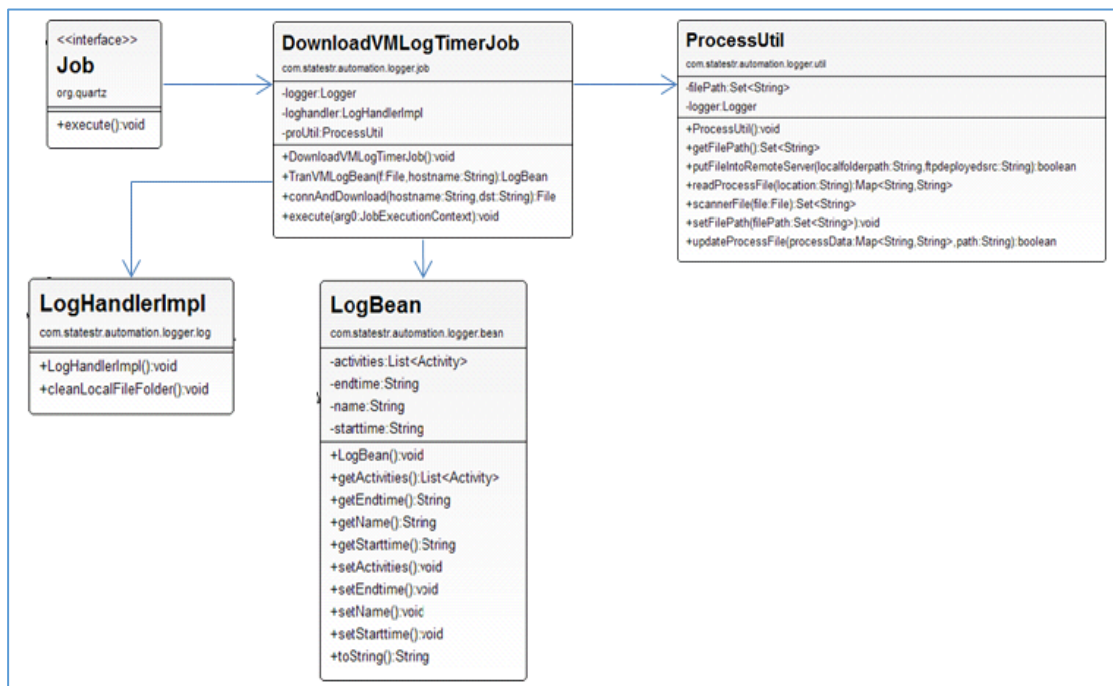 <<interface>>
Job
org.quartz
+execute():void
DownloadVMLogTimerJob
com.statestr.automation.logger.job
-logger:Logger
-loghandler:LogHandlerImpl
-proUtil:ProcessUtil
+DownloadVMLogTimerJob():void
+TranVMLogBean(f:File,hostname:String):LogBean
+connAndDownload(hostname:String,dst:String):File
+execute(arg0:JobExecutionContext):void
ProcessUtil
com.statestr.automation.logger.util
-filePath:Set<String>
-logger:Logger
+ProcessUtil():void
+getFilePath():Set<String>
+putFileIntoRemoteServer(localfolderpath:String,ftpdeployedsrc:String):boolean
+readProcessFile(location:String):Map<String,String>
+scannerFile(file:File):Set<String>
+setFilePath(filePath:Set<String>):void
+updateProcessFile(processData:Map<String,String>,path:String):boolean
LogHandlerImpl
com.statestr.automation.logger.log
+LogHandlerImpl():void
+cleanLocalFileFolder():void
LogBean
com.statestr.automation.logger.bean
-activities:List<Activity>
-endtime:String
-name:String
-starttime:String
+LogBean():void
+getActivities():List<Activity>
+getEndtime():String
+getName():String
+getStarttime():String
+setActivities():void
+setEndtime():void
+setName():void
+setStarttime():void
+toString():String